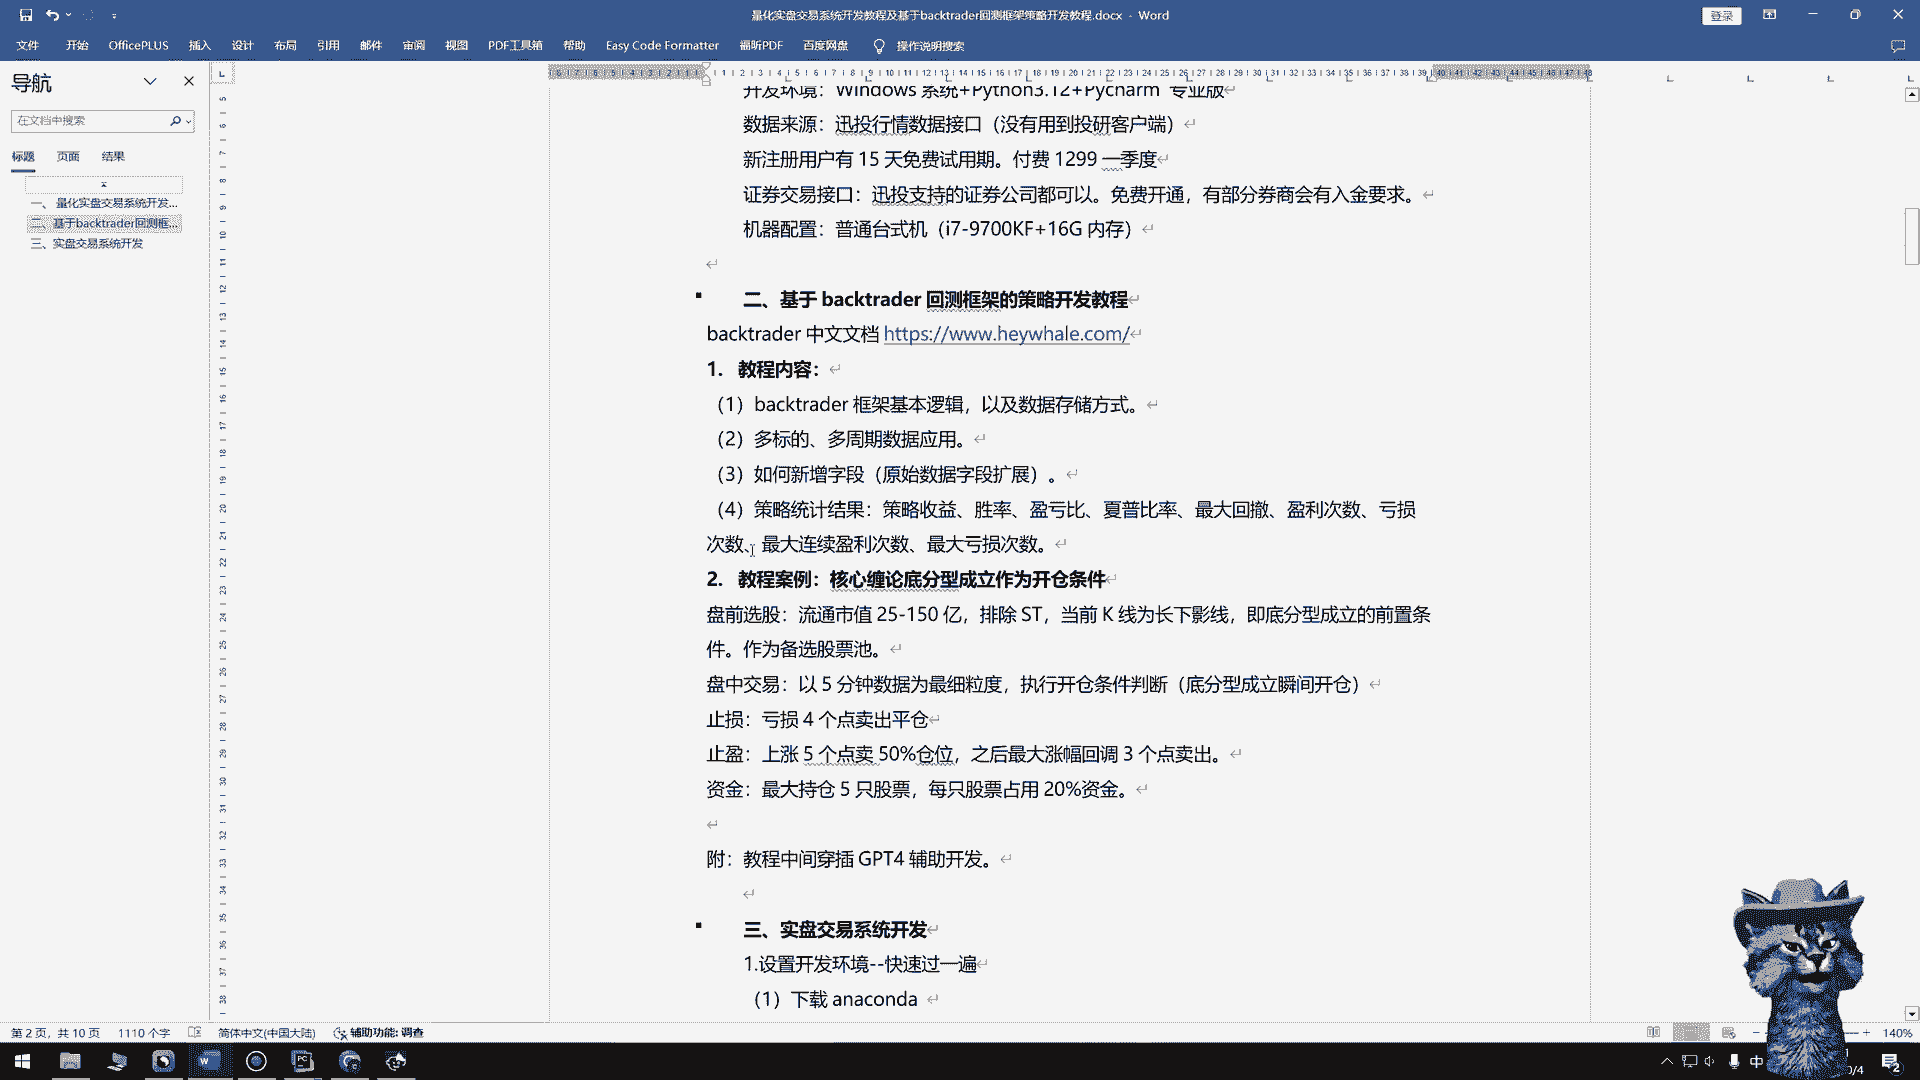 量化实盘交易系统开发教程及基于backtrader回测框架策略开发教程.docx - Word
登录
文件 开始 OfficePLUS 插入 设计 布局 引用 邮件 审阅 视图 PDF工具箱 帮助 Easy Code Formatter 福昕PDF 百度网盘 操作说明搜索
导航
在文档中搜索
标题 页面 结果
一、量化实盘交易系统开发...
二、基于backtrader回测框...
三、实盘交易系统开发
开发环境：Windows 系统+Python3.12+Pycharm 专业版
数据来源：迅投行情数据接口（没有用到投研客户端）
新注册用户有 15 天免费试用期。付费 1299 一季度
证券交易接口：迅投支持的证券公司都可以。免费开通，有部分券商会有入金要求。
机器配置：普通台式机（i7-9700KF+16G 内存）
二、基于 backtrader 回测框架的策略开发教程
backtrader 中文文档 https://www.heywhale.com/
1. 教程内容：
（1）backtrader 框架基本逻辑，以及数据存储方式。
（2）多标的、多周期数据应用。
（3）如何新增字段（原始数据字段扩展）。
（4）策略统计结果：策略收益、胜率、盈亏比、夏普比率、最大回撤、盈利次数、亏损
次数、最大连续盈利次数、最大亏损次数。
2. 教程案例：核心缠论底分型成立作为开仓条件
盘前选股：流通市值 25-150 亿，排除 ST，当前 K 线为长下影线，即底分型成立的前置条
件。作为备选股票池。
盘中交易：以 5 分钟数据为最细粒度，执行开仓条件判断（底分型成立瞬间开仓）
止损：亏损 4 个点卖出平仓
止盈：上涨 5 个点卖 50%仓位，之后最大涨幅回调 3 个点卖出。
资金：最大持仓 5 只股票，每只股票占用 20%资金。
附：教程中间穿插 GPT4 辅助开发。
三、实盘交易系统开发
1.设置开发环境--快速过一遍
（1）下载 anaconda
第 2 页，共 10 页 1110 个字 简体中文(中国大陆) 辅助功能: 调查
140%
中